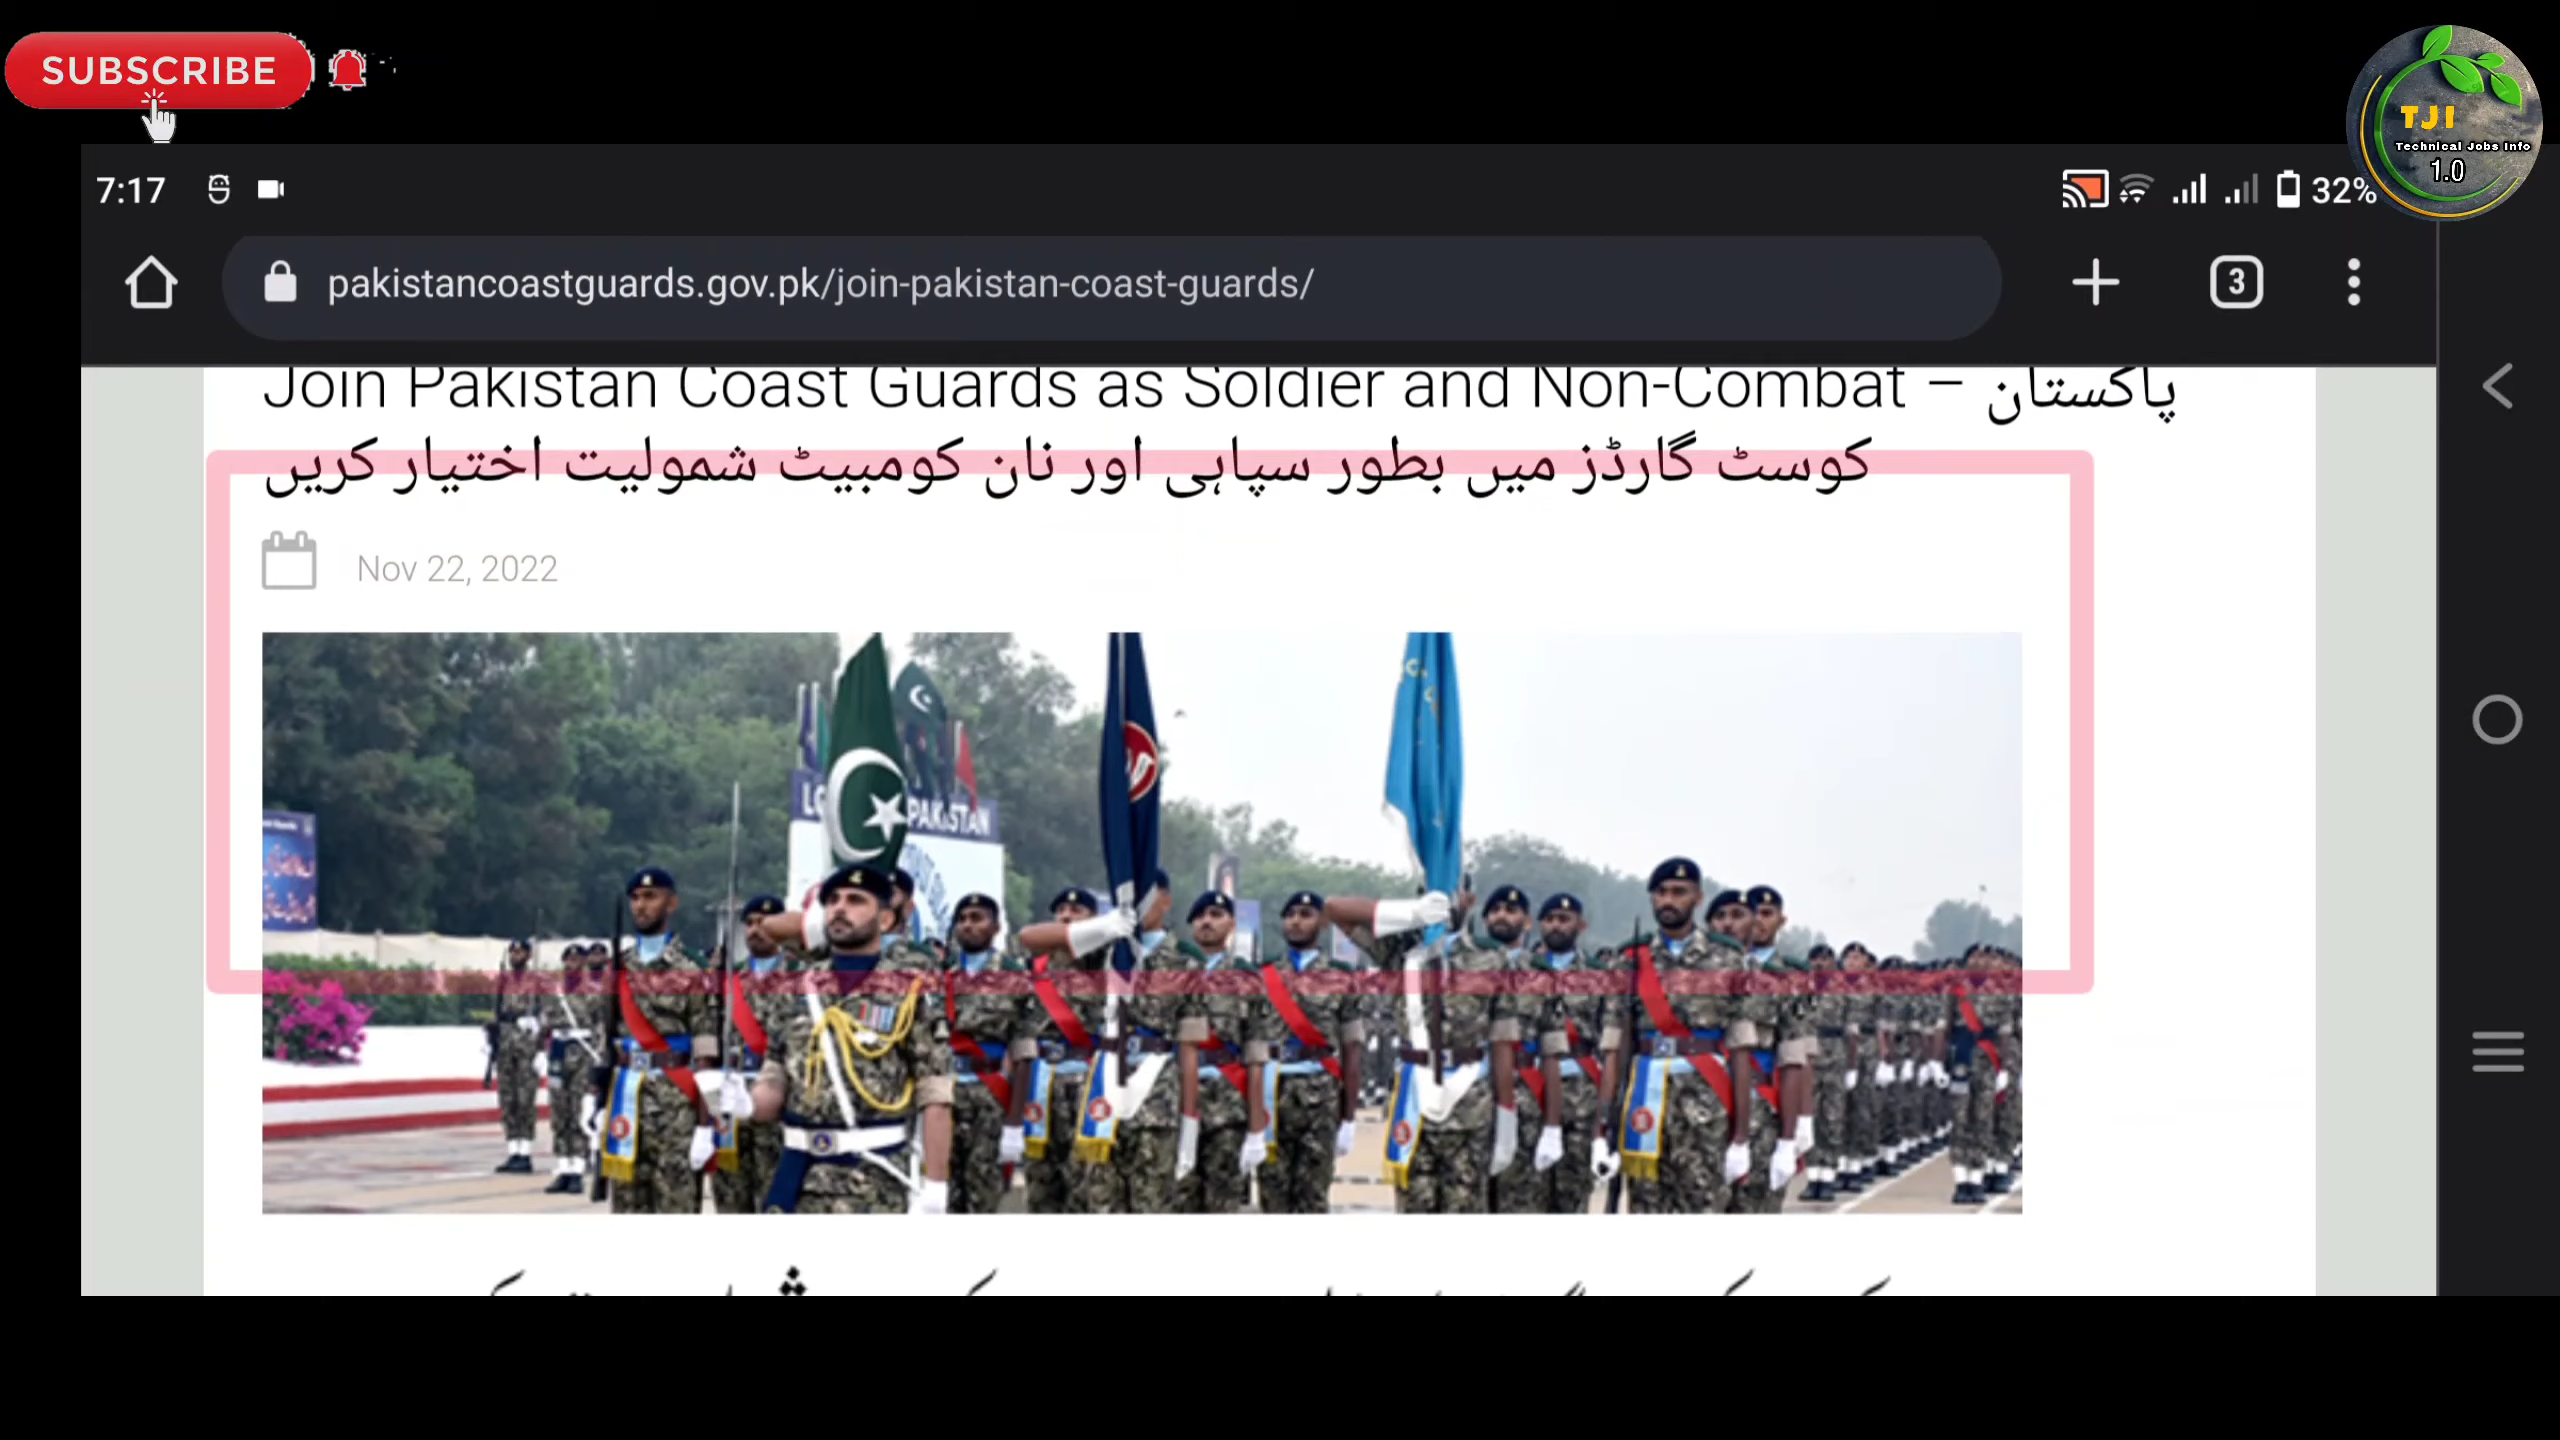 SUBSCRIBE
TJI
Technical Jobs Info
1.0
7:17
32%
pakistancoastguards.gov.pk/join-pakistan-coast-guards/
3
Join Pakistan Coast Guards as Soldier and Non-Combat – پاکستان
کوسٹ گارڈز میں بطور سپاہی اور نان کومبیٹ شمولیت اختیار کریں
Nov 22, 2022
PAKISTAN